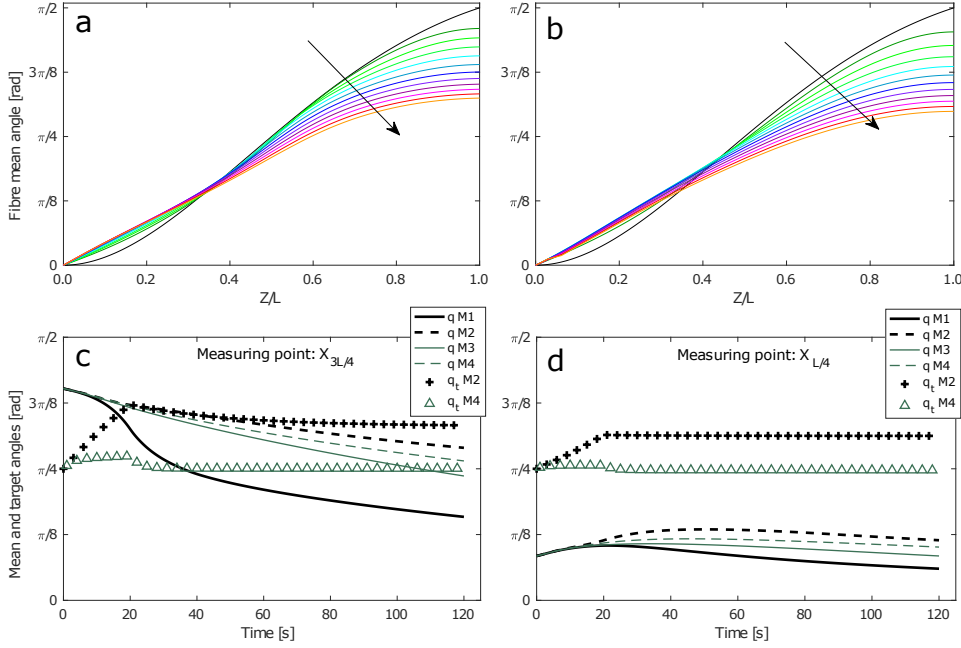 a
b
Fibre mean angle [rad]
π/2
3π/8
π/4
π/8
0
0.0 0.2 0.4 0.6 0.8 1.0
Z/L
π/2
3π/8
π/4
π/8
0
0.0 0.2 0.4 0.6 0.8 1.0
Z/L
c
Measuring point: X3L/4
q M1
q M2
q M3
q M4
qt M2
qt M4
Mean and target angles [rad]
π/2
3π/8
π/4
π/8
0
0 20 40 60 80 100 120
Time [s]
d
Measuring point: XL/4
q M1
q M2
q M3
q M4
qt M2
qt M4
π/2
3π/8
π/4
π/8
0
0 20 40 60 80 100 120
Time [s]